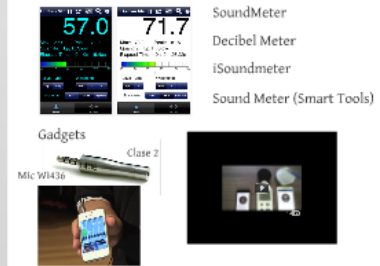 57.0
71.7
SoundMeter
Decibel Meter
iSoundmeter
Sound Meter (Smart Tools)
Gadgets
Clase 2
Mic Wi436